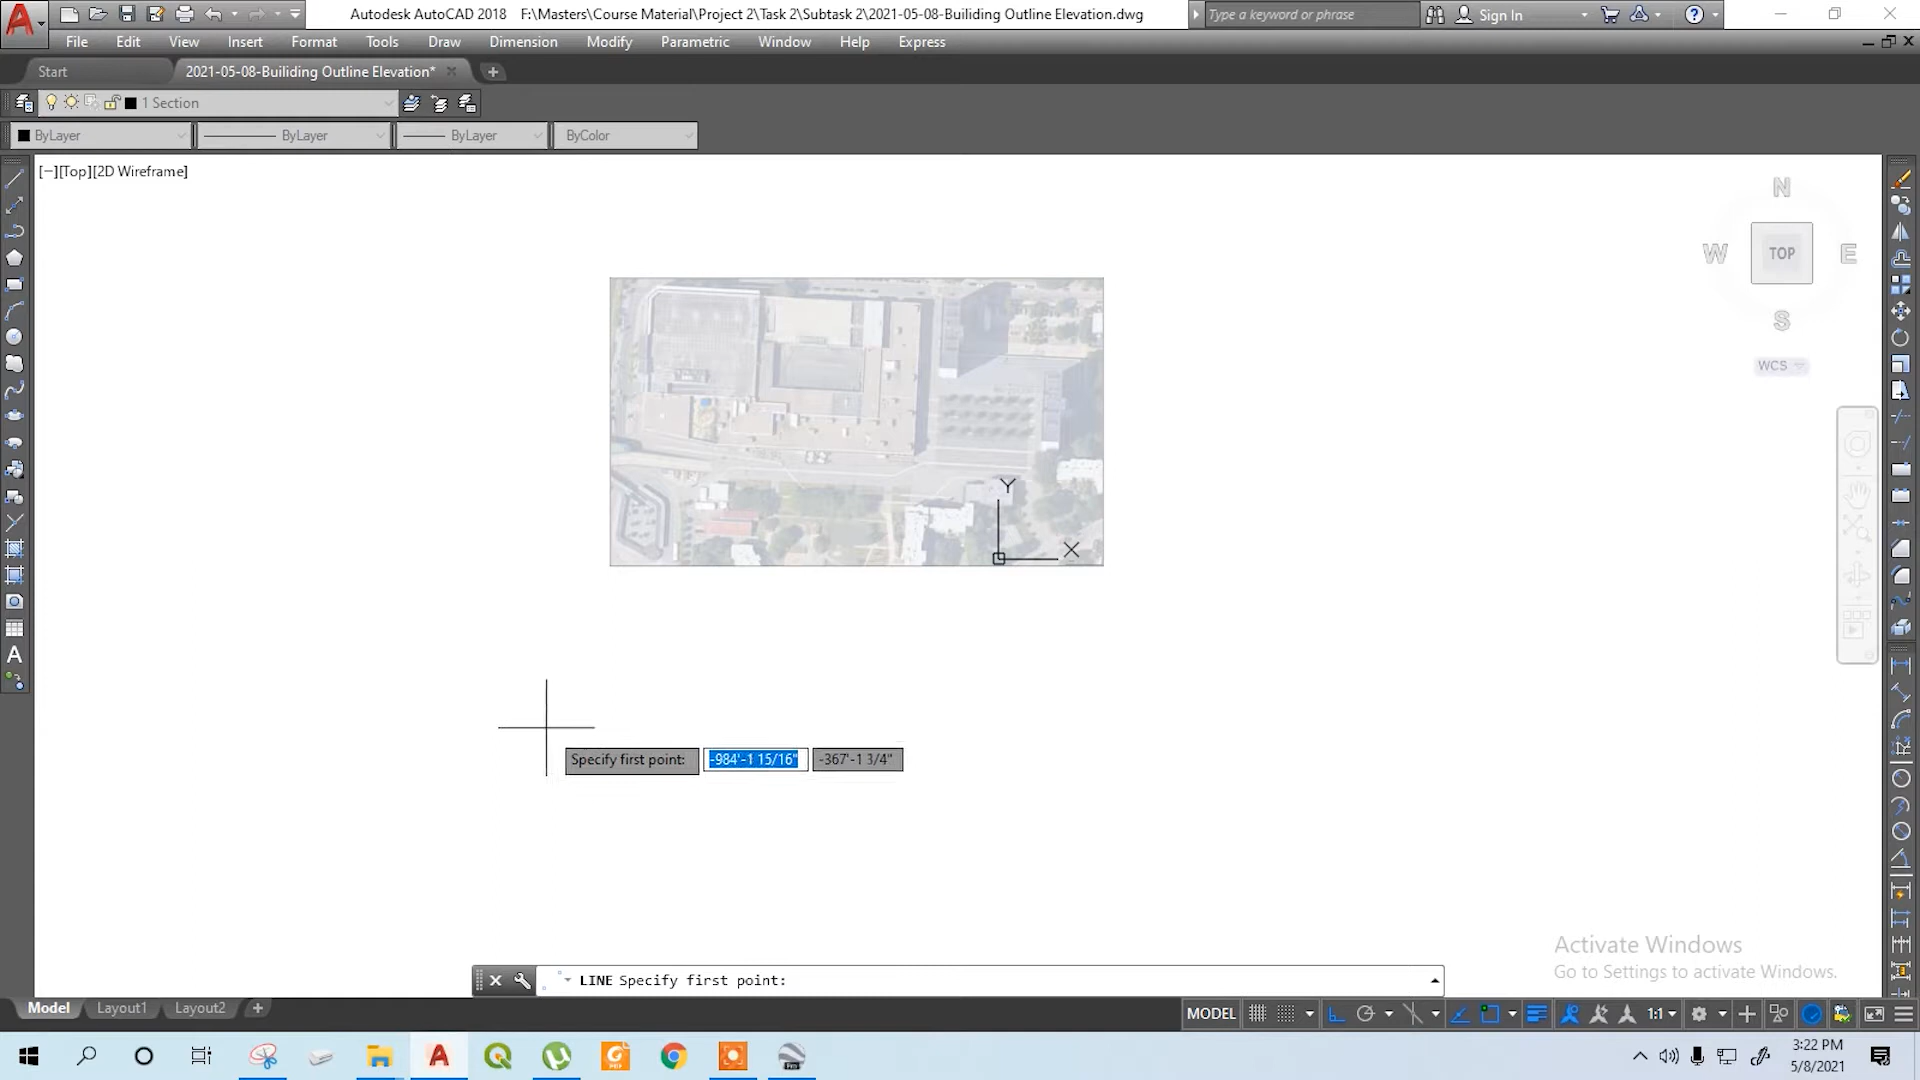 Autodesk AutoCAD 2018 F:\Masters\Course Material\Project 2\Task 2\Subtask 2\2021-05-08-Builiding Outline Elevation.dwg
Type a keyword or phrase
Sign In
File Edit View Insert Format Tools Draw Dimension Modify Parametric Window Help Express
Start
2021-05-08-Builiding Outline Elevation*
1 Section
ByLayer
ByLayer
ByLayer
ByColor
[−][Top][2D Wireframe]
N
W
TOP
E
S
WCS
Y
X
Specify first point: -984'-1 15/16" -367'-1 3/4"
Activate Windows
Go to Settings to activate Windows.
LINE Specify first point:
Model Layout1 Layout2
MODEL
1:1
3:22 PM
5/8/2021